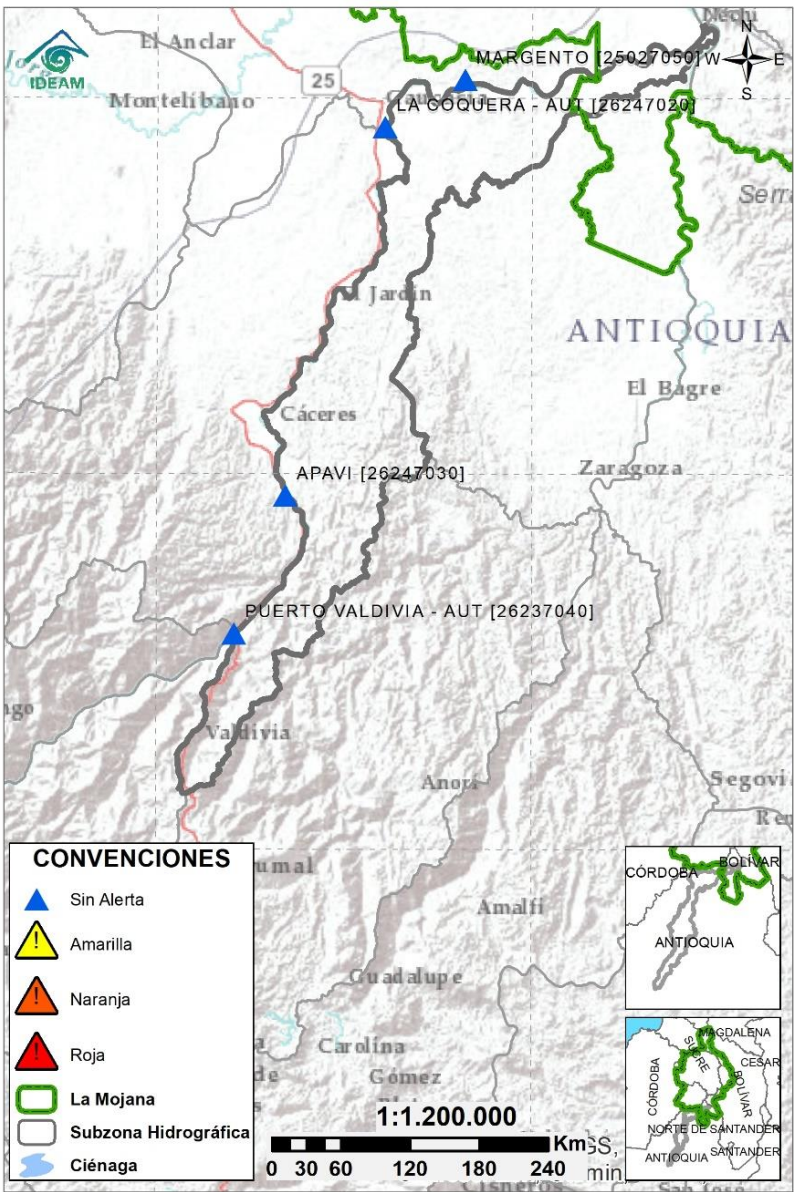 IDEAM
El Anclar
Nechí
N
W E
S
MARGENTO [25027050]
25
Montelíbano
LA COQUERA - AUT [26247020]
El Jardín
ANTIOQUIA
El Bagre
Cáceres
Zaragoza
APAVI [26247030]
PUERTO VALDIVIA - AUT [26237040]
Valdivia
Anorí
Amalfi
Guadalupe
Carolina
Gómez
CONVENCIONES
Sin Alerta
Amarilla
Naranja
Roja
La Mojana
Subzona Hidrográfica
Ciénaga
1:1.200.000
Km
0 30 60 120 180 240
CÓRDOBA
BOLÍVAR
ANTIOQUIA
MAGDALENA
SUCRE
CESAR
CÓRDOBA
BOLÍVAR
NORTE DE SANTANDER
ANTIOQUIA
SANTANDER